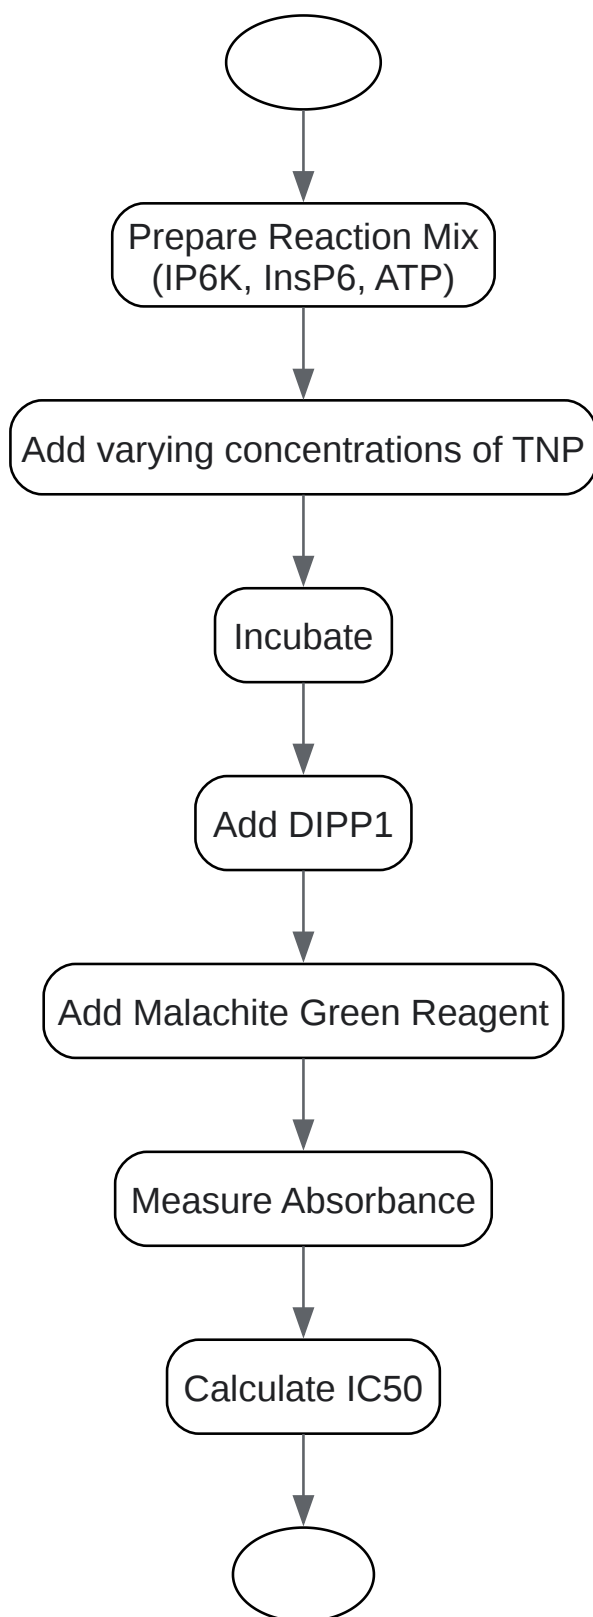 Prepare Reaction Mix
(IP6K, InsP6, ATP)
Add varying concentrations of TNP
Incubate
Add DIPP1
Add Malachite Green Reagent
Measure Absorbance
Calculate IC50